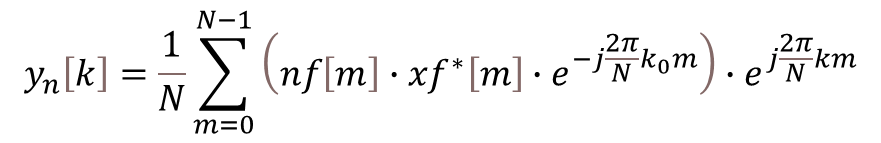 y_n[k] = \frac{1}{N} \sum_{m=0}^{N-1} \left( nf[m] \cdot xf^*[m] \cdot e^{-j\frac{2\pi}{N}k_0 m} \right) \cdot e^{j\frac{2\pi}{N}km}